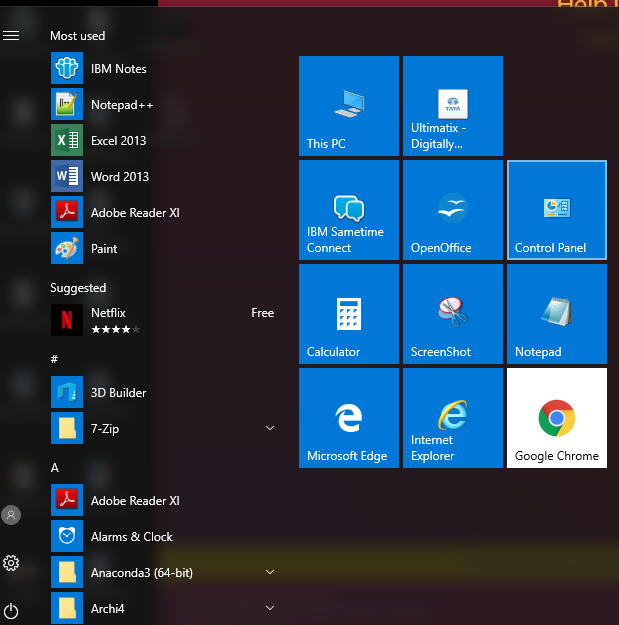 Help
Most used
IBM Notes
Notepad++
Excel 2013
Word 2013
Adobe Reader XI
Paint
Suggested
Netflix
Free
#
3D Builder
7-Zip
A
Adobe Reader XI
Alarms & Clock
Anaconda3 (64-bit)
Archi4
This PC
TATA
Ultimatix -
Digitally...
IBM Sametime
Connect
OpenOffice
Control Panel
Calculator
ScreenShot
Notepad
Microsoft Edge
Internet
Explorer
Google Chrome